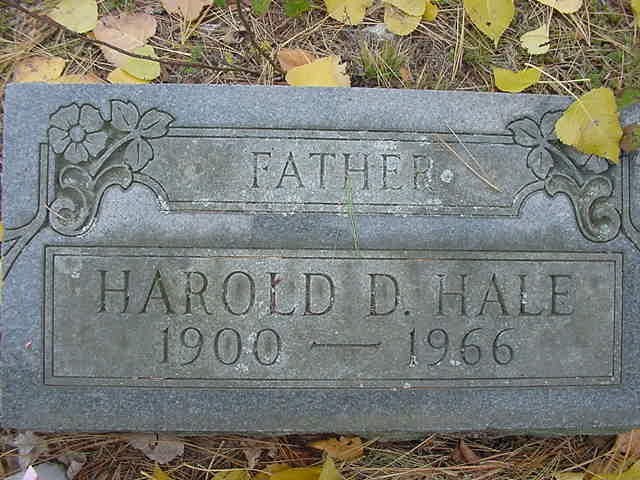 FATHER
HAROLD D. HALE
1900 — 1966